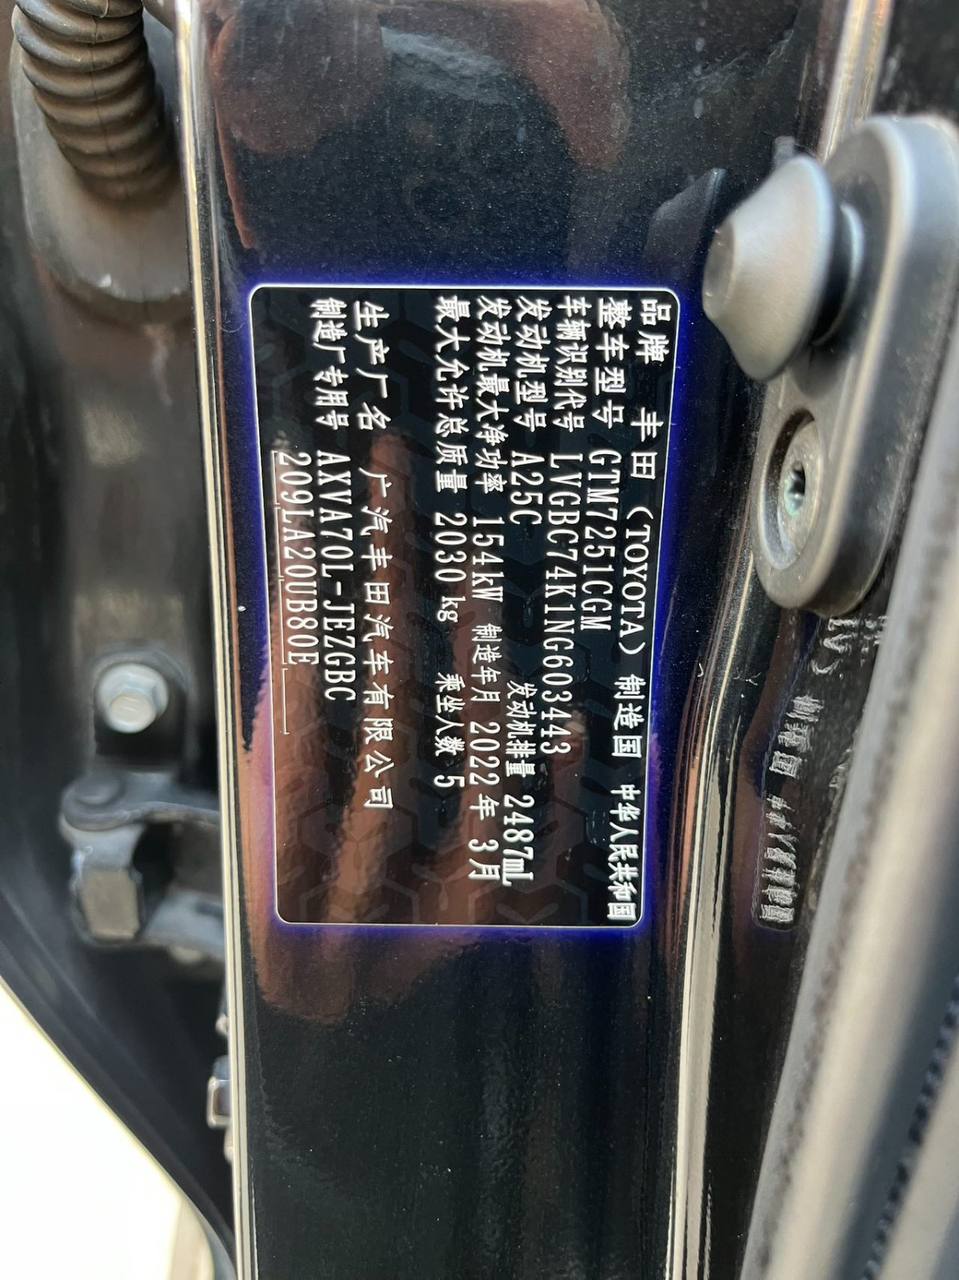 品牌 丰田（TOYOTA） 制造国 中华人民共和国
整车型号 GTM7251CGM
车辆识别代号 LVGBC74K1NG603443
发动机型号 A25C 发动机排量 2487mL
发动机最大净功率 154kW 制造年月 2022年3月
最大允许总质量 2030kg 乘坐人数 5
生产厂名 广汽丰田汽车有限公司
制造厂专用号 AXVA70L-JEZGBC
209LA20UB80E